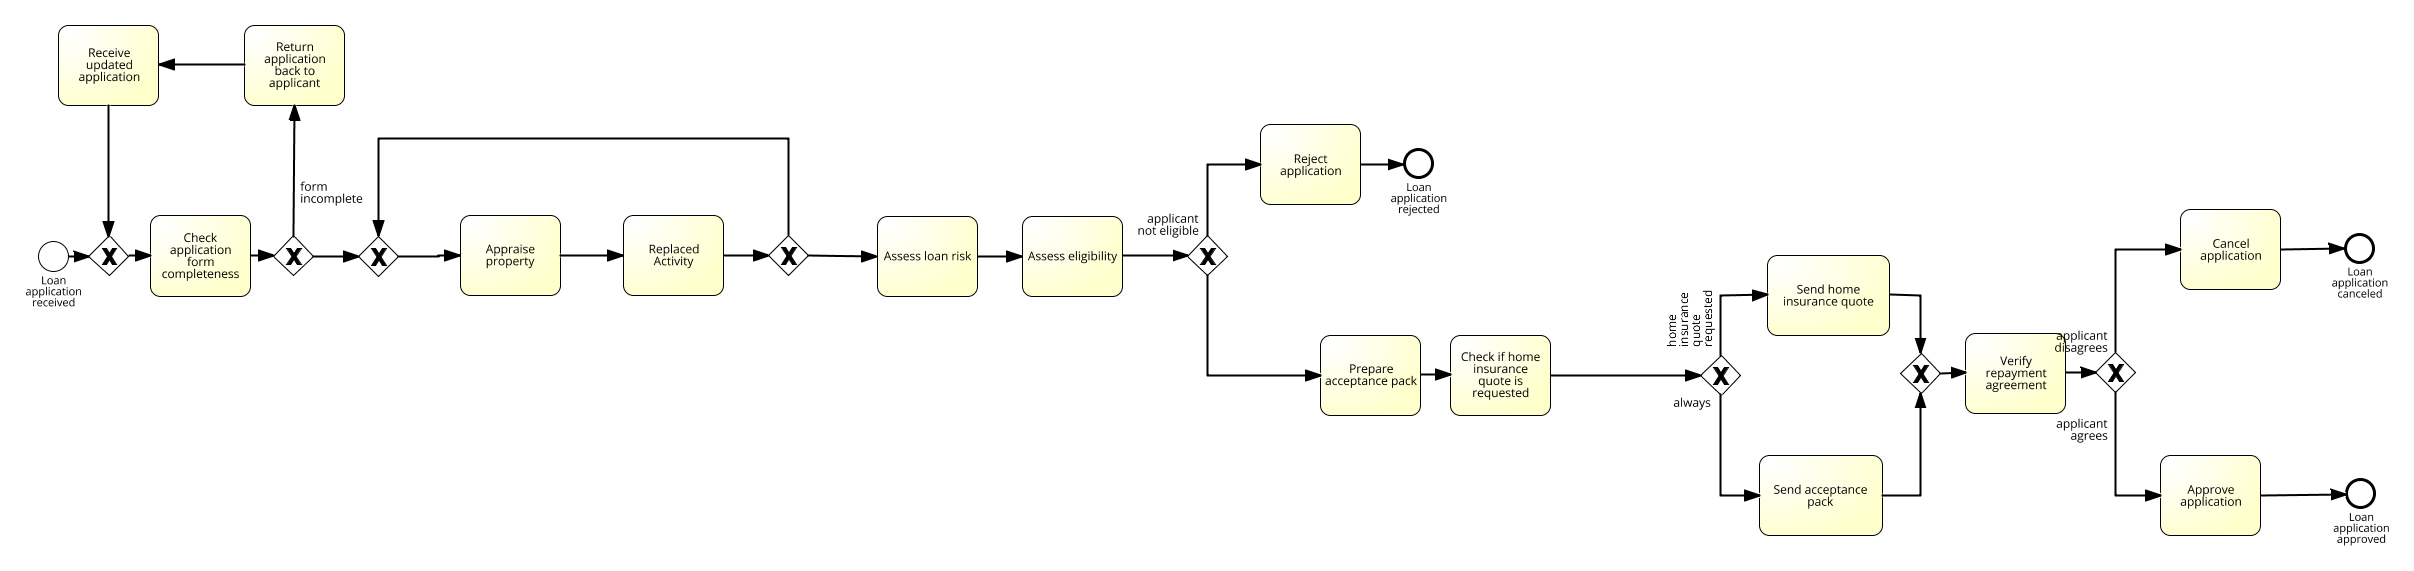 Receive
updated
application
Return
application
back to
applicant
form
incomplete
Loan
application
received
Check
application
form
completeness
Appraise
property
Replaced
Activity
Assess loan risk
Assess eligibility
applicant
not eligible
Reject
application
Loan
application
rejected
Prepare
acceptance pack
Check if home
insurance
quote is
requested
home
insurance
quote
requested
always
Send home
insurance quote
Send acceptance
pack
Verify
repayment
agreement
applicant
disagrees
applicant
agrees
Cancel
application
Loan
application
canceled
Approve
application
Loan
application
approved